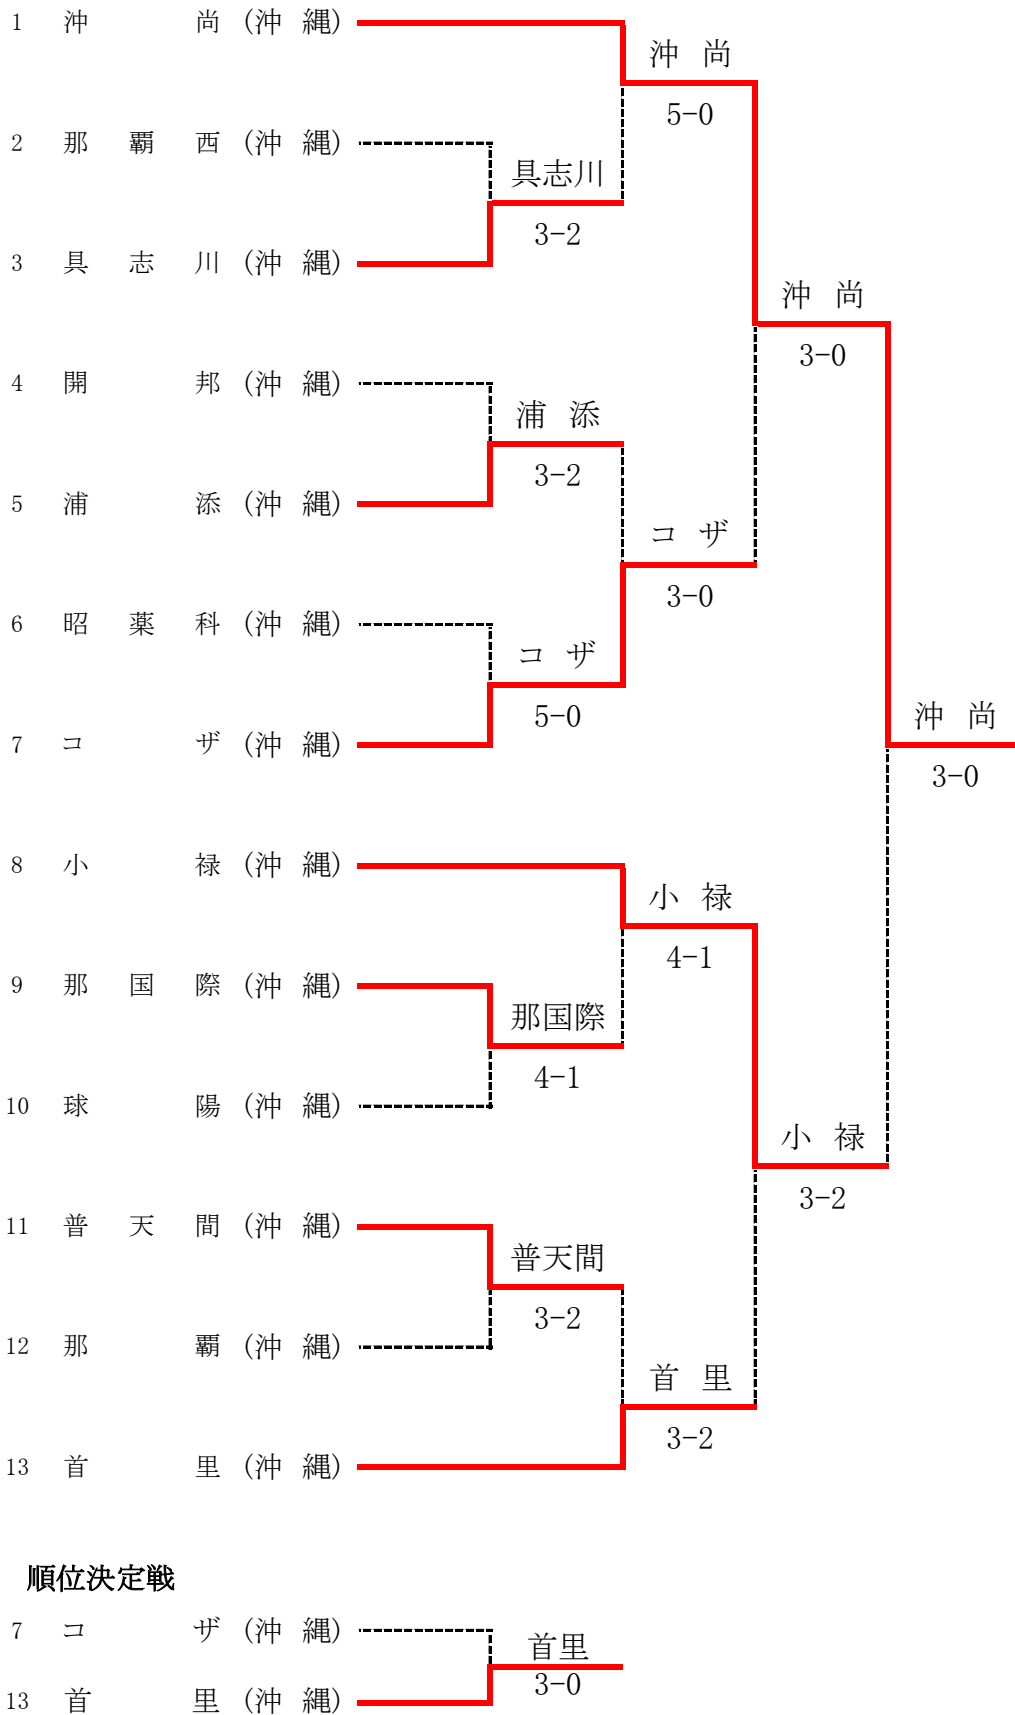 1 沖 尚 (沖 縄)
沖 尚
5-0
2 那 覇 西 (沖 縄)
具志川
3-2
3 具 志 川 (沖 縄)
沖 尚
3-0
4 開 邦 (沖 縄)
浦 添
3-2
5 浦 添 (沖 縄)
コ ザ
3-0
6 昭 薬 科 (沖 縄)
コ ザ
5-0
7 コ ザ (沖 縄)
沖 尚
3-0
8 小 禄 (沖 縄)
小 禄
4-1
9 那 国 際 (沖 縄)
那国際
4-1
10 球 陽 (沖 縄)
小 禄
3-2
11 普 天 間 (沖 縄)
普天間
3-2
12 那 覇 (沖 縄)
首 里
3-2
13 首 里 (沖 縄)
順位決定戦
7 コ ザ (沖 縄)
首里
3-0
13 首 里 (沖 縄)